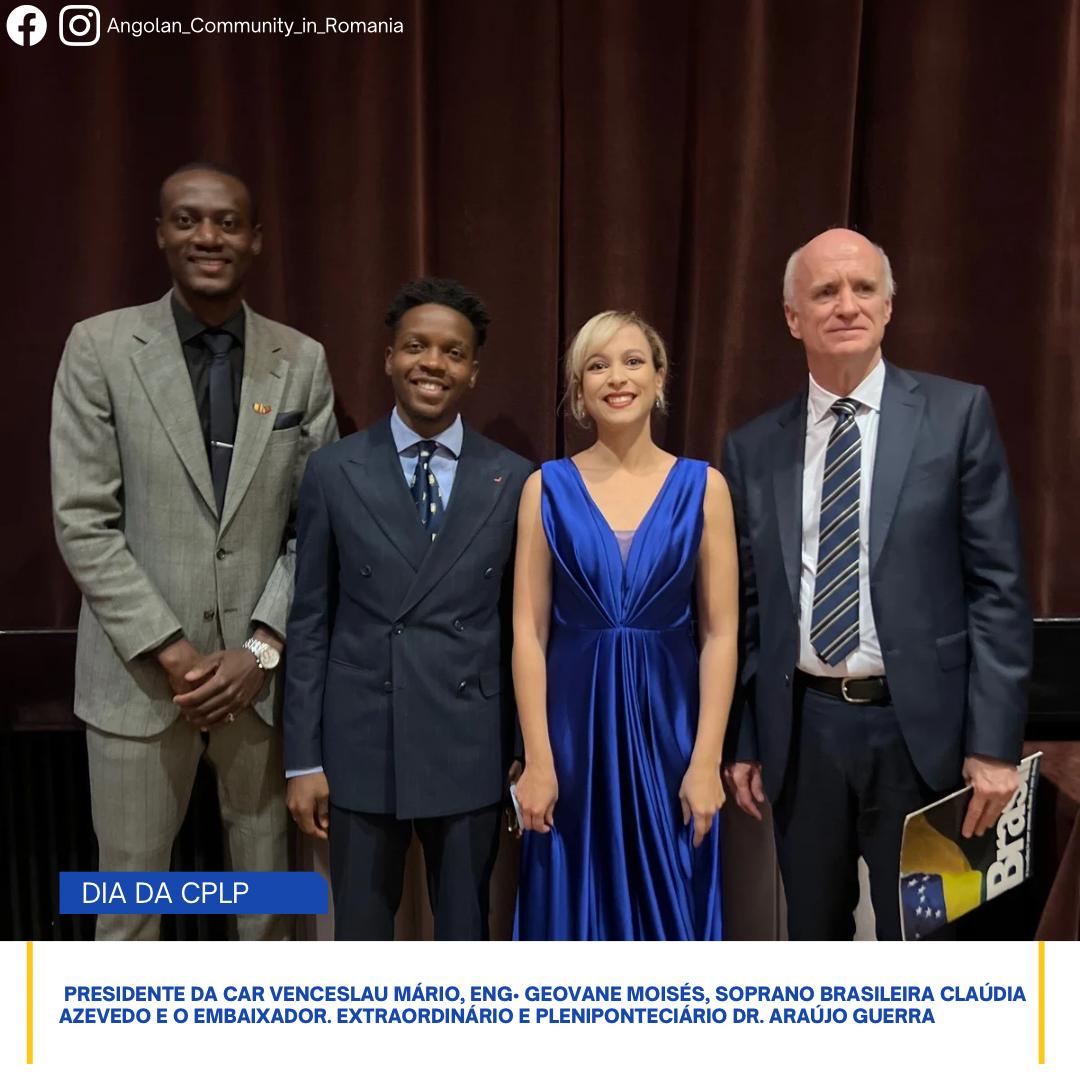 Angolan_Community_in_Romania
Brasil
DIA DA CPLP
PRESIDENTE DA CAR VENCESLAU MÁRIO, ENG. GEOVANE MOISÉS, SOPRANO BRASILEIRA CLAÚDIA
AZEVEDO E O EMBAIXADOR. EXTRAORDINÁRIO E PLENIPONTECIÁRIO DR. ARAÚJO GUERRA